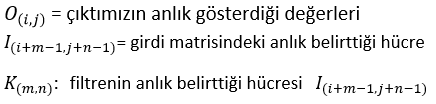 O(i,j) = çıktımızın anlık gösterdiği değerleri
I(i+m−1,j+n−1)= girdi matrisindeki anlık belirttiği hücre
K(m,n): filtrenin anlık belirttiği hücresi I(i+m−1,j+n−1)